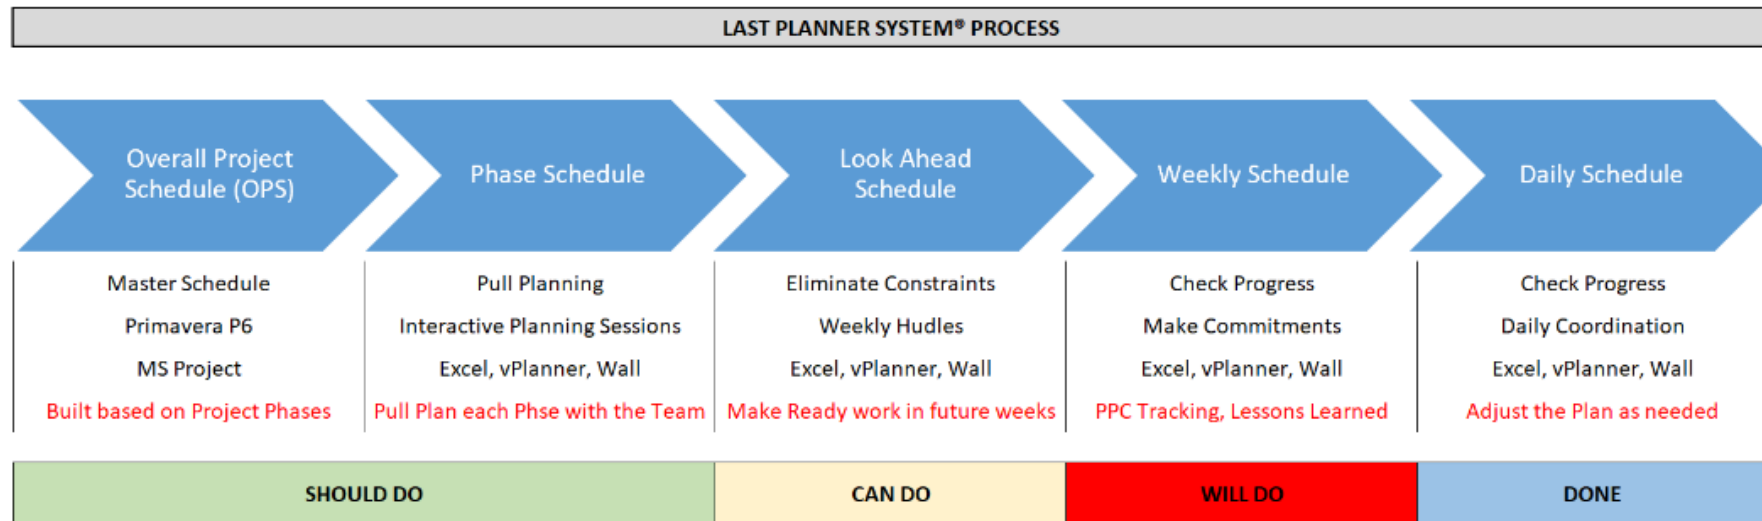 LAST PLANNER SYSTEM® PROCESS
Overall Project
Schedule (OPS)
Phase Schedule
Look Ahead
Schedule
Weekly Schedule
Daily Schedule
Master Schedule
Primavera P6
MS Project
Built based on Project Phases
Pull Planning
Interactive Planning Sessions
Excel, vPlanner, Wall
Pull Plan each Phse with the Team
Eliminate Constraints
Weekly Hudles
Excel, vPlanner, Wall
Make Ready work in future weeks
Check Progress
Make Commitments
Excel, vPlanner, Wall
PPC Tracking, Lessons Learned
Check Progress
Daily Coordination
Excel, vPlanner, Wall
Adjust the Plan as needed
SHOULD DO
CAN DO
WILL DO
DONE